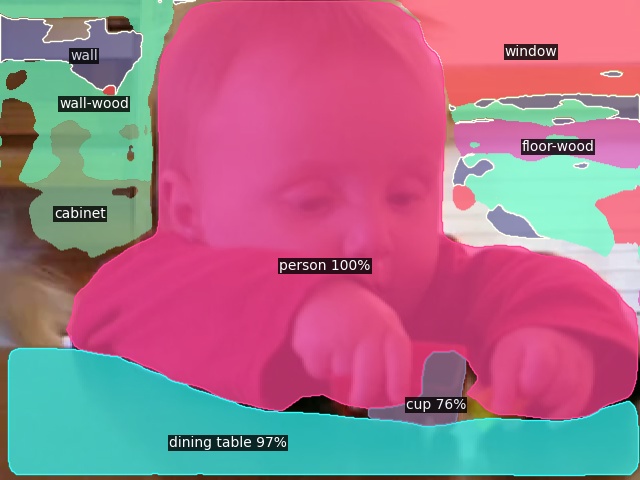 wall
window
wall-wood
floor-wood
cabinet
person 100%
cup 76%
dining table 97%